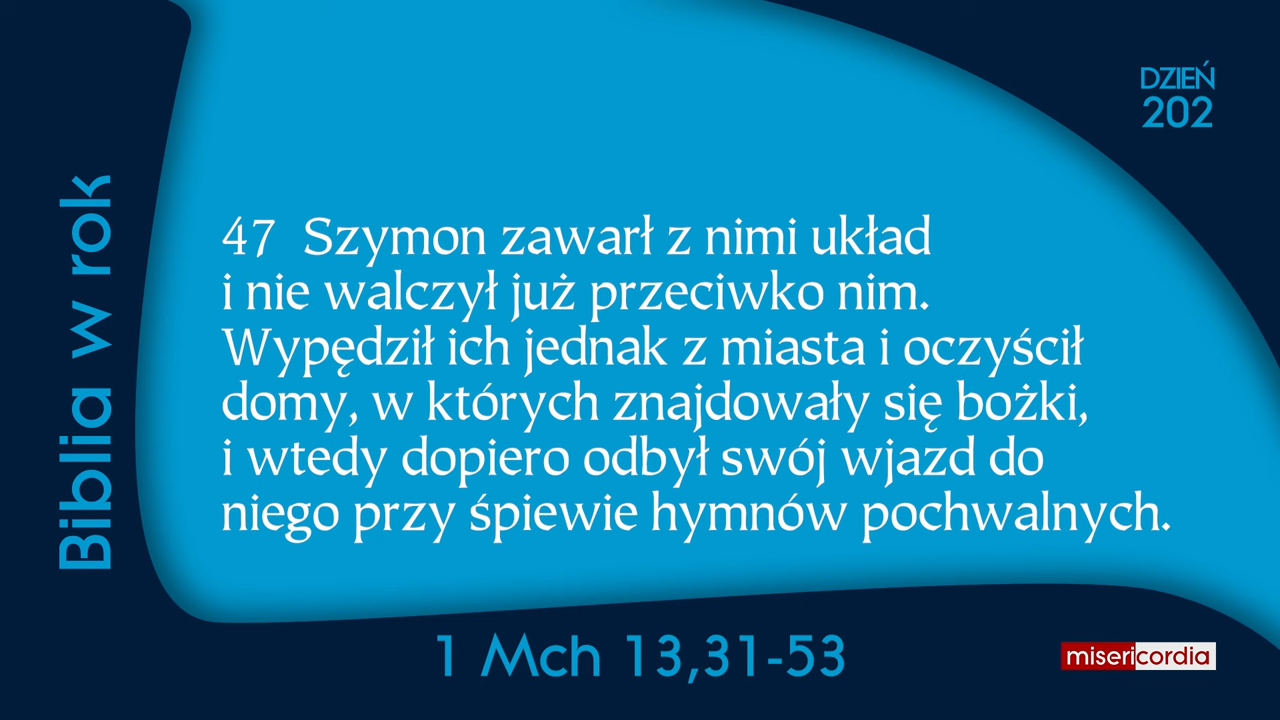 DZIEŃ
202
Biblia w rok
47 Szymon zawarł z nimi układ
i nie walczył już przeciwko nim.
Wypędził ich jednak z miasta i oczyścił
domy, w których znajdowały się bożki,
i wtedy dopiero odbył swój wjazd do
niego przy śpiewie hymnów pochwalnych.
1 Mch 13,31-53
misericordia